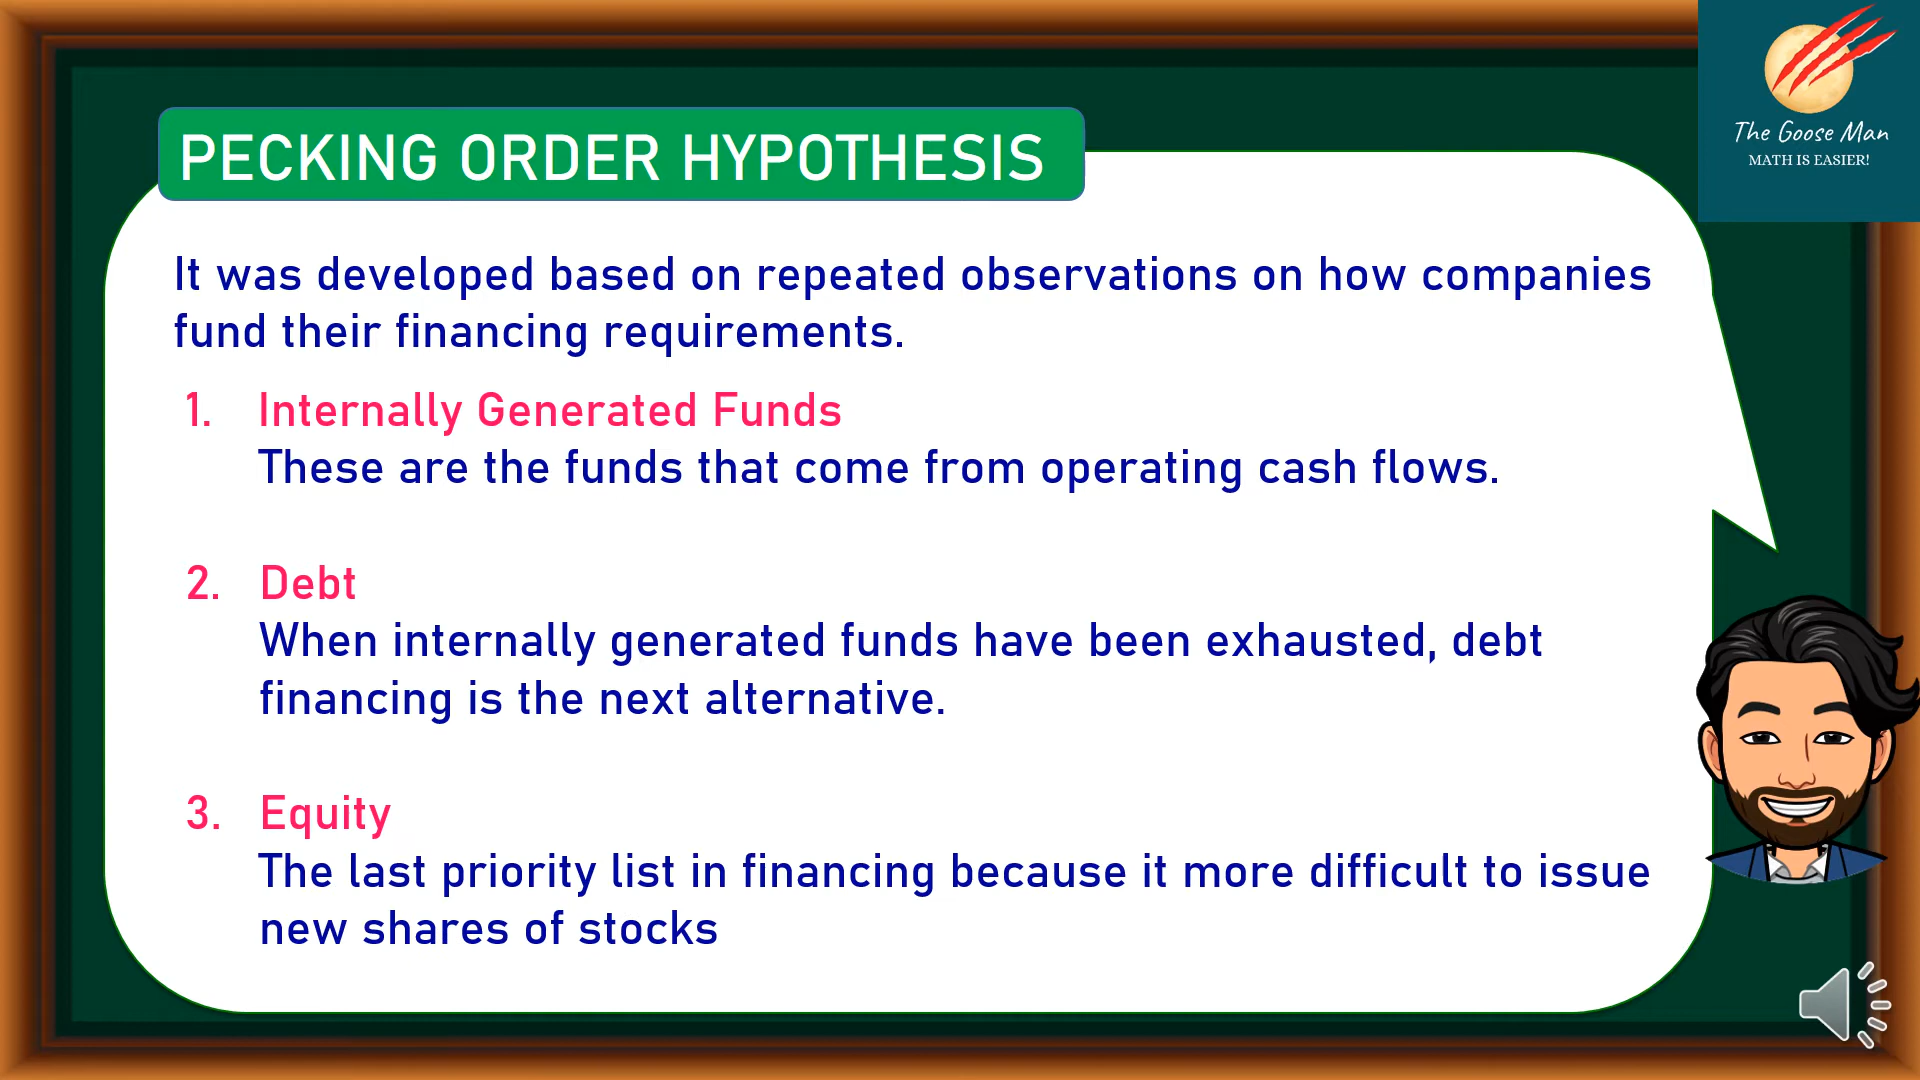 The Goose Man
MATH IS EASIER!
PECKING ORDER HYPOTHESIS
It was developed based on repeated observations on how companies
fund their financing requirements.
1. Internally Generated Funds
These are the funds that come from operating cash flows.
2. Debt
When internally generated funds have been exhausted, debt
financing is the next alternative.
3. Equity
The last priority list in financing because it more difficult to issue
new shares of stocks